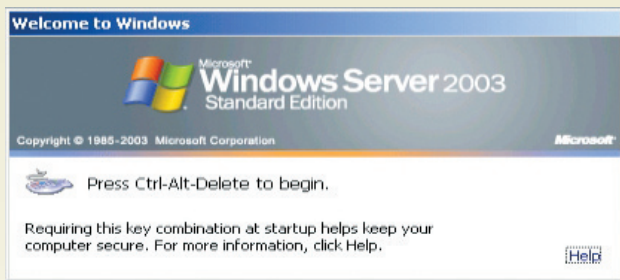 Welcome to Windows
Microsoft
Windows Server 2003
Standard Edition
Copyright © 1985-2003 Microsoft Corporation
Microsoft
Press Ctrl-Alt-Delete to begin.
Requiring this key combination at startup helps keep your
computer secure. For more information, click Help.
Help